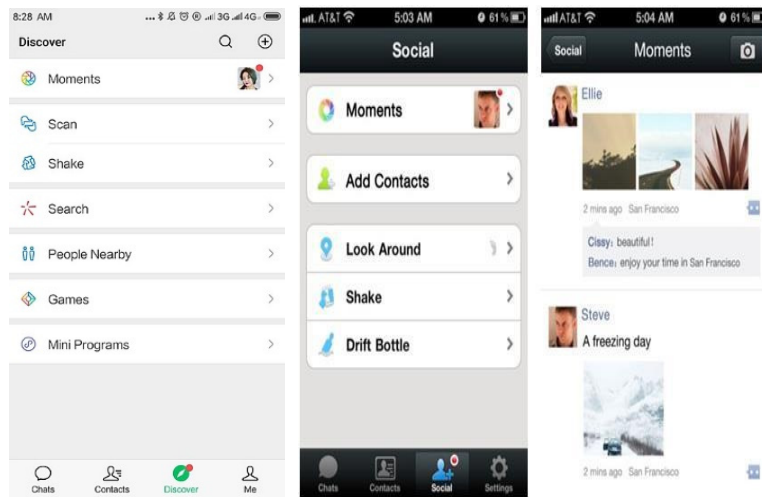 8:28 AM
3G 4G
Discover
Moments
Scan
Shake
Search
People Nearby
Games
Mini Programs
Chats
Contacts
Discover
Me
AT&T 5:03 AM 61%
Social
Moments
Add Contacts
Look Around
Shake
Drift Bottle
Chats
Contacts
Social
Settings
AT&T 5:04 AM 61%
Social
Moments
Ellie
2 mins ago San Francisco
Cissy: beautiful!
Bence: enjoy your time in San Francisco
Steve
A freezing day
2 mins ago San Francisco